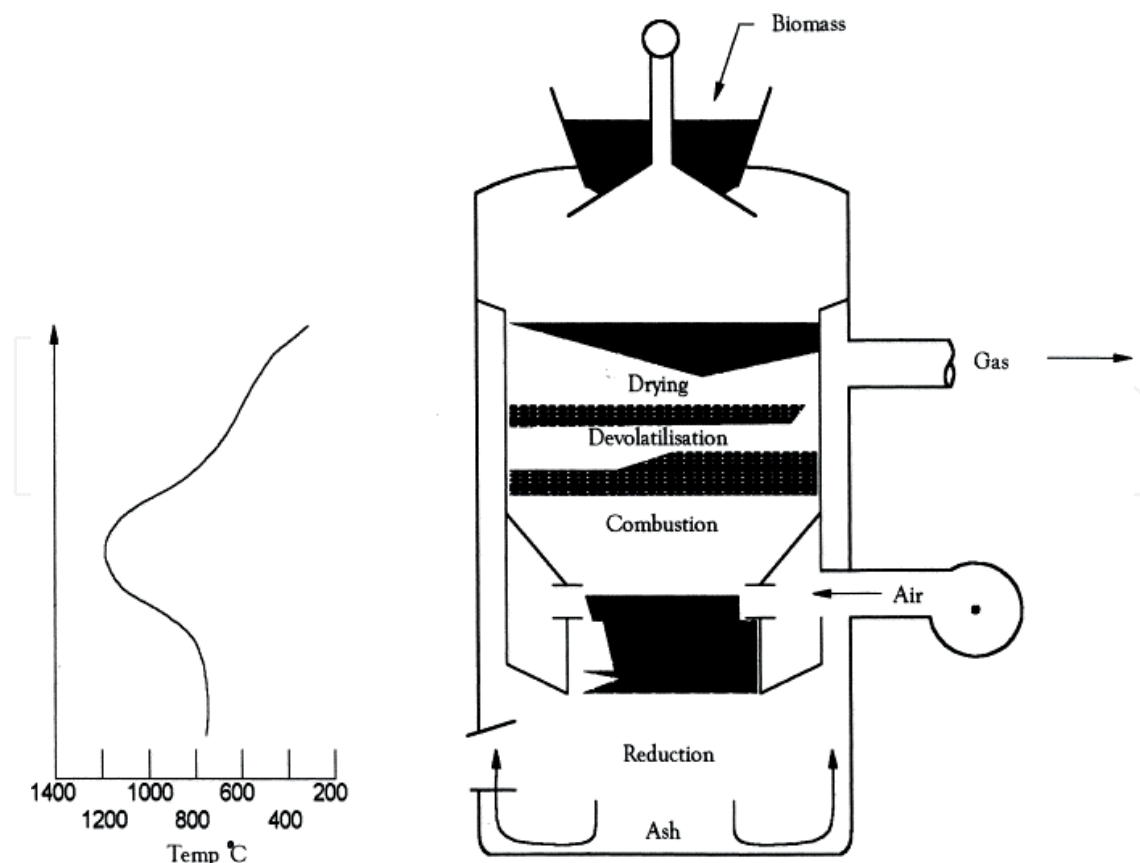 Biomass
Gas
Drying
Devolatilisation
Combustion
Air
Reduction
Ash
1400 1000 600 200
1200 800 400
Temp °C